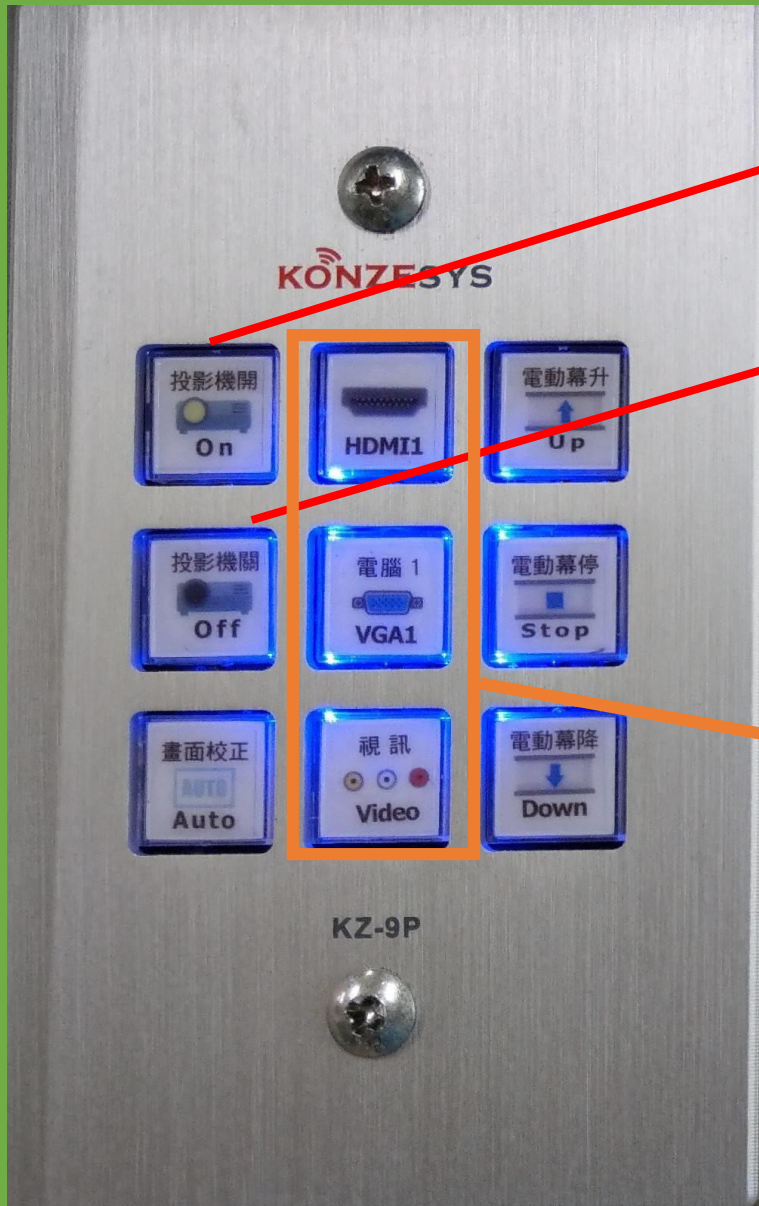 KONZESYS
投影機開
On
HDMI1
電動幕升
Up
投影機關
Off
電腦 1
VGA1
電動幕停
Stop
畫面校正
AUTO
Auto
視訊
Video
電動幕降
Down
KZ-9P